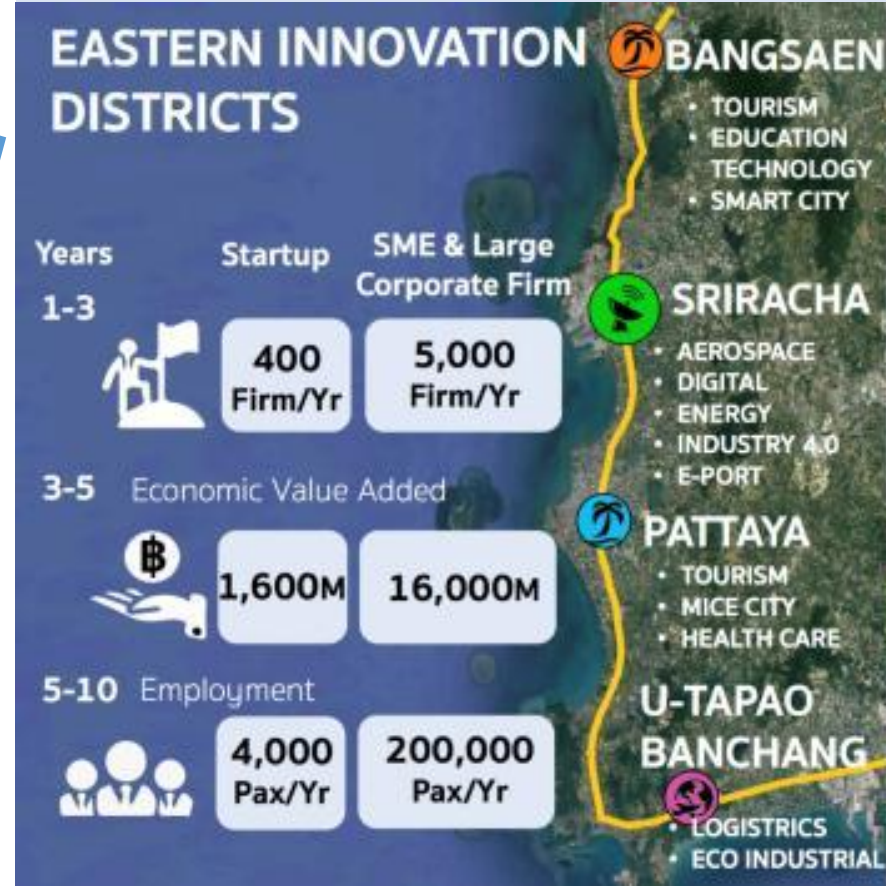 EASTERN INNOVATION
DISTRICTS
Years
Startup
SME & Large
Corporate Firm
1-3
400
Firm/Yr
5,000
Firm/Yr
3-5 Economic Value Added
฿
1,600M
16,000M
5-10 Employment
4,000
Pax/Yr
200,000
Pax/Yr
BANGSAEN
• TOURISM
• EDUCATION
TECHNOLOGY
• SMART CITY
SRIRACHA
• AEROSPACE
• DIGITAL
• ENERGY
• INDUSTRY 4.0
• E-PORT
PATTAYA
• TOURISM
• MICE CITY
• HEALTH CARE
U-TAPAO
BANCHANG
• LOGISTRICS
• ECO INDUSTRIAL